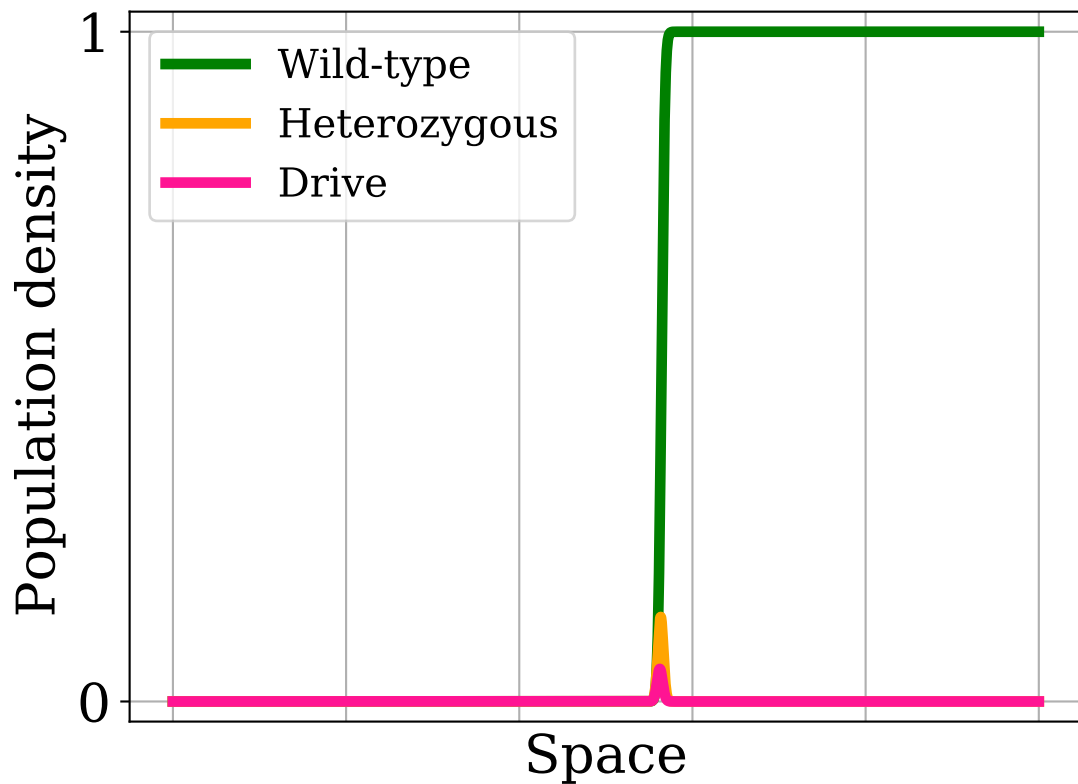 1
Wild-type
Heterozygous
Drive
Population density
0
Space